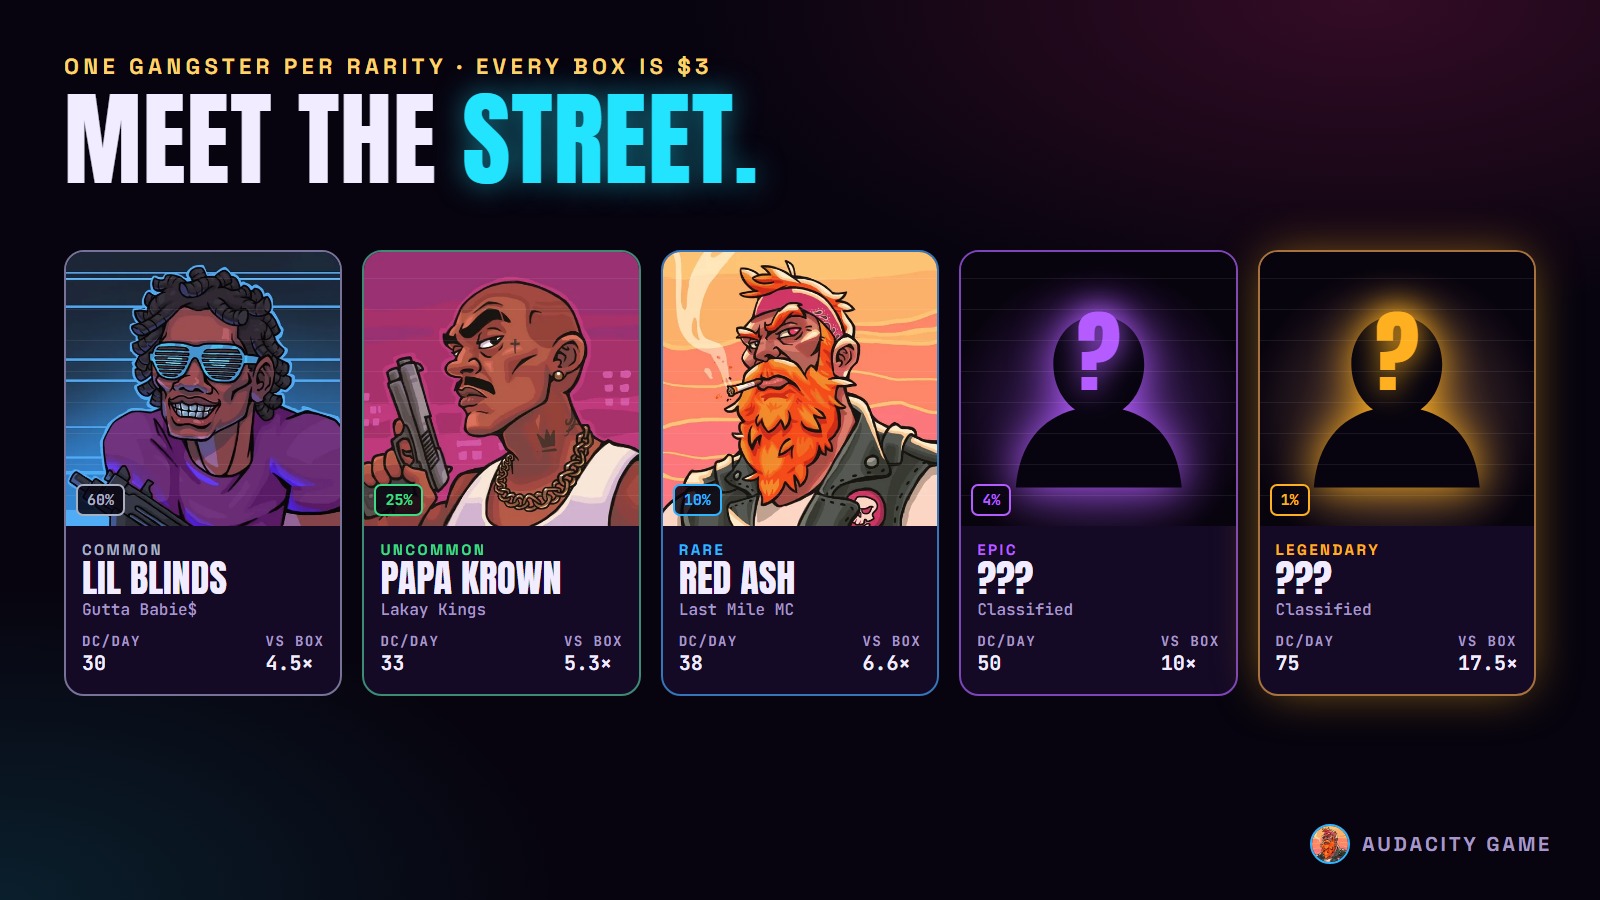 ONE GANGSTER PER RARITY · EVERY BOX IS $3
MEET THE STREET.
60%
COMMON
LIL BLINDS
Gutta Babie$
DC/DAY VS BOX
30 4.5×
25%
UNCOMMON
PAPA KROWN
Lakay Kings
DC/DAY VS BOX
33 5.3×
10%
RARE
RED ASH
Last Mile MC
DC/DAY VS BOX
38 6.6×
?
4%
EPIC
???
Classified
DC/DAY VS BOX
50 10×
?
1%
LEGENDARY
???
Classified
DC/DAY VS BOX
75 17.5×
AUDACITY GAME